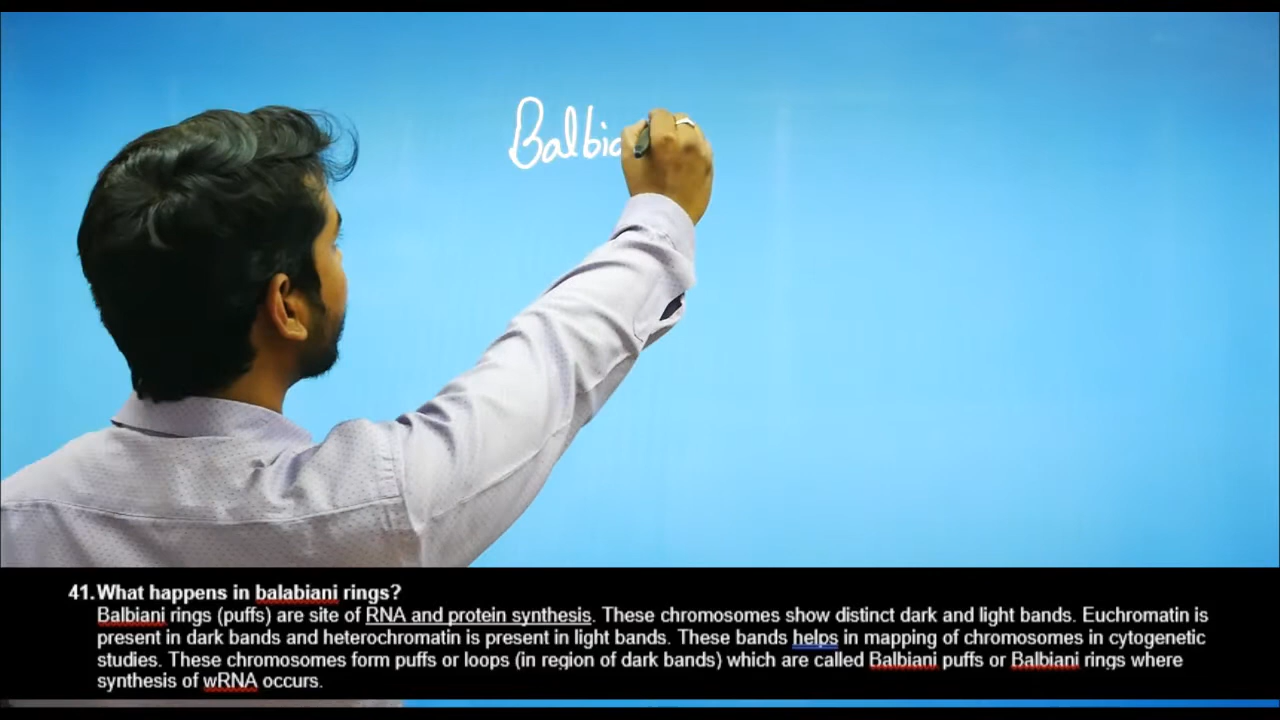 Balbia
41. What happens in balabiani rings?
Balbiani rings (puffs) are site of RNA and protein synthesis. These chromosomes show distinct dark and light bands. Euchromatin is
present in dark bands and heterochromatin is present in light bands. These bands helps in mapping of chromosomes in cytogenetic
studies. These chromosomes form puffs or loops (in region of dark bands) which are called Balbiani puffs or Balbiani rings where
synthesis of wRNA occurs.